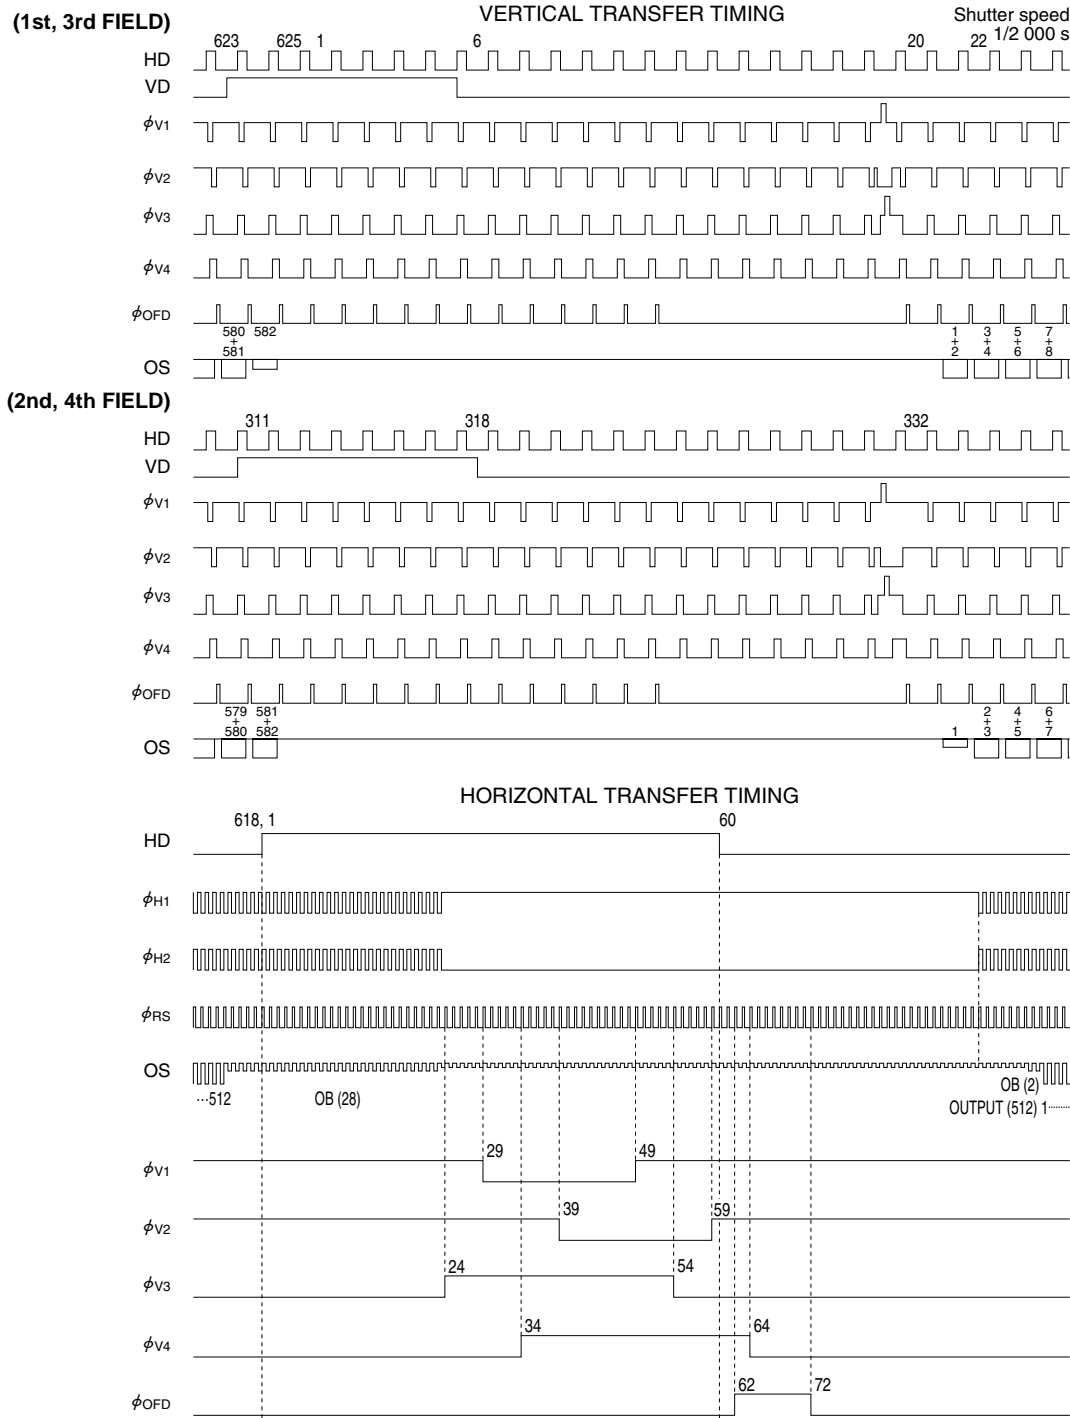 VERTICAL TRANSFER TIMING
(1st, 3rd FIELD)
Shutter speed
1/2 000 s
623 625 1 6 20 22
HD
VD
ϕV1
ϕV2
ϕV3
ϕV4
ϕOFD
580 582 1 3 5 7
+ + + + +
581 2 4 6 8
OS
(2nd, 4th FIELD)
311 318 332
HD
VD
ϕV1
ϕV2
ϕV3
ϕV4
ϕOFD
579 581 2 4 6
+ + + + +
580 582 1 3 5 7
OS
HORIZONTAL TRANSFER TIMING
618, 1 60
HD
ϕH1
ϕH2
ϕRS
OS
···512 OB (28) OB (2)
OUTPUT (512) 1·········
29 49
ϕV1
39 59
ϕV2
24 54
ϕV3
34 64
ϕV4
62 72
ϕOFD